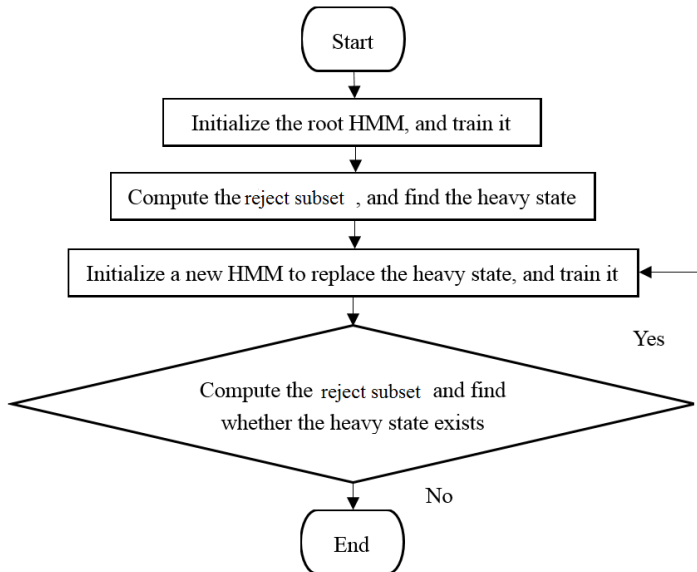 Start
Initialize the root HMM, and train it
Compute the reject subset , and find the heavy state
Initialize a new HMM to replace the heavy state, and train it
Yes
Compute the reject subset and find
whether the heavy state exists
No
End